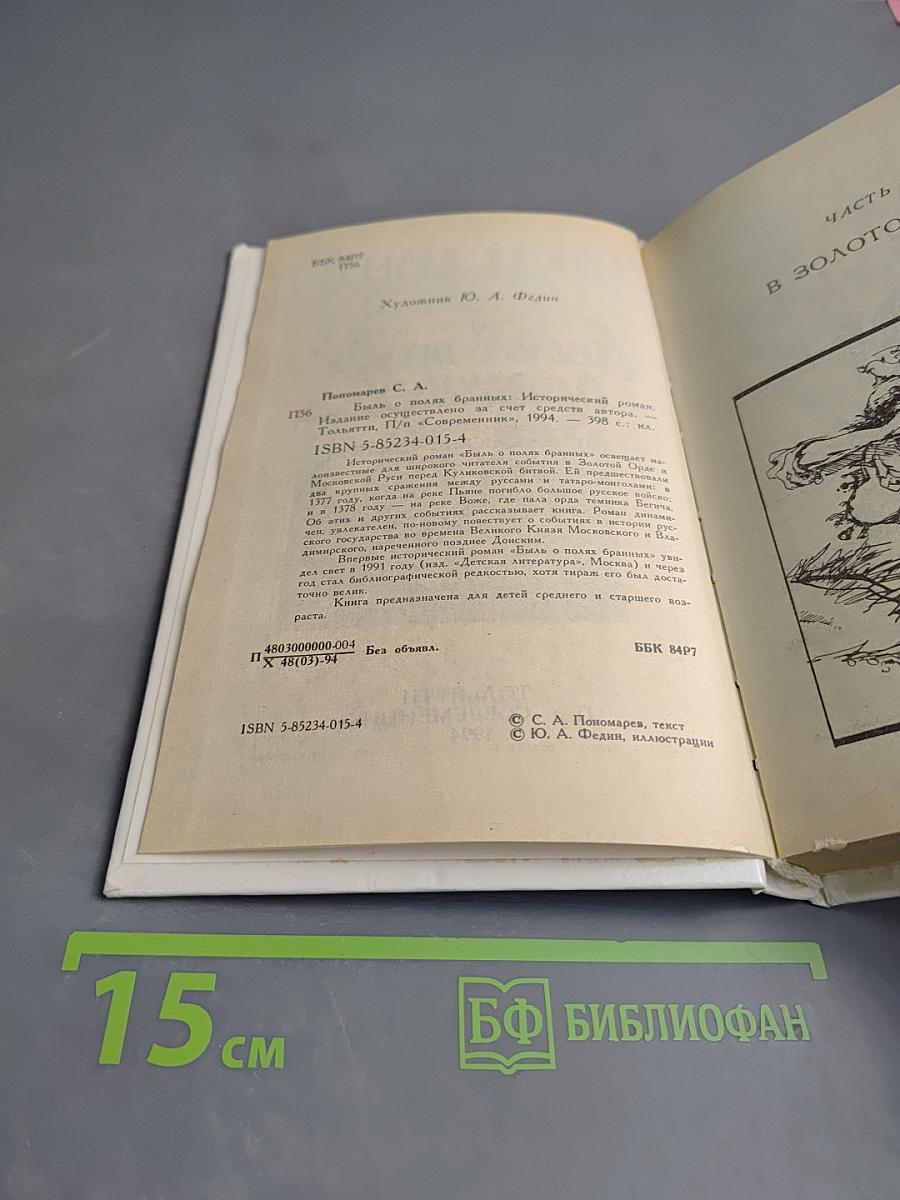 ББК 84Р7
П56
Художник Ю. А. Федин
Пономарев С. А.
П56 Быль о полях бранных: Исторический роман.
Издание осуществлено за счет средств автора. —
Тольятти, П/п «Современник», 1994. — 398 с.: ил.
ISBN 5-85234-015-4
Исторический роман «Быль о полях бранных» освещает ма-
лоизвестные для широкого читателя события в Золотой Орде и
Московской Руси перед Куликовской битвой. Ей предшествовали
два крупных сражения между руссами и татаро-монголами: в
1377 году, когда на реке Пьяне погибло большое русское войско;
и в 1378 году — на реке Воже, где пала орда темника Бегича.
Об этих и других событиях рассказывает книга. Роман динами-
чен, увлекателен, по-новому повествует о событиях в истории рус-
ского государства во времена Великого Князя Московского и Вла-
димирского, нареченного позднее Донским.
Впервые исторический роман «Быль о полях бранных» уви-
дел свет в 1991 году (изд. «Детская литература», Москва) и через
год стал библиографической редкостью, хотя тираж его был доста-
точно велик.
Книга предназначена для детей среднего и старшего воз-
раста.
П 4803000000-004 Без объявл. ББК 84Р7
Х 48(03)-94
ISBN 5-85234-015-4
© С. А. Пономарев, текст
© Ю. А. Федин, иллюстрации
ЧАСТЬ
В ЗОЛОТО
15 см
БФ БИБЛИОФАН